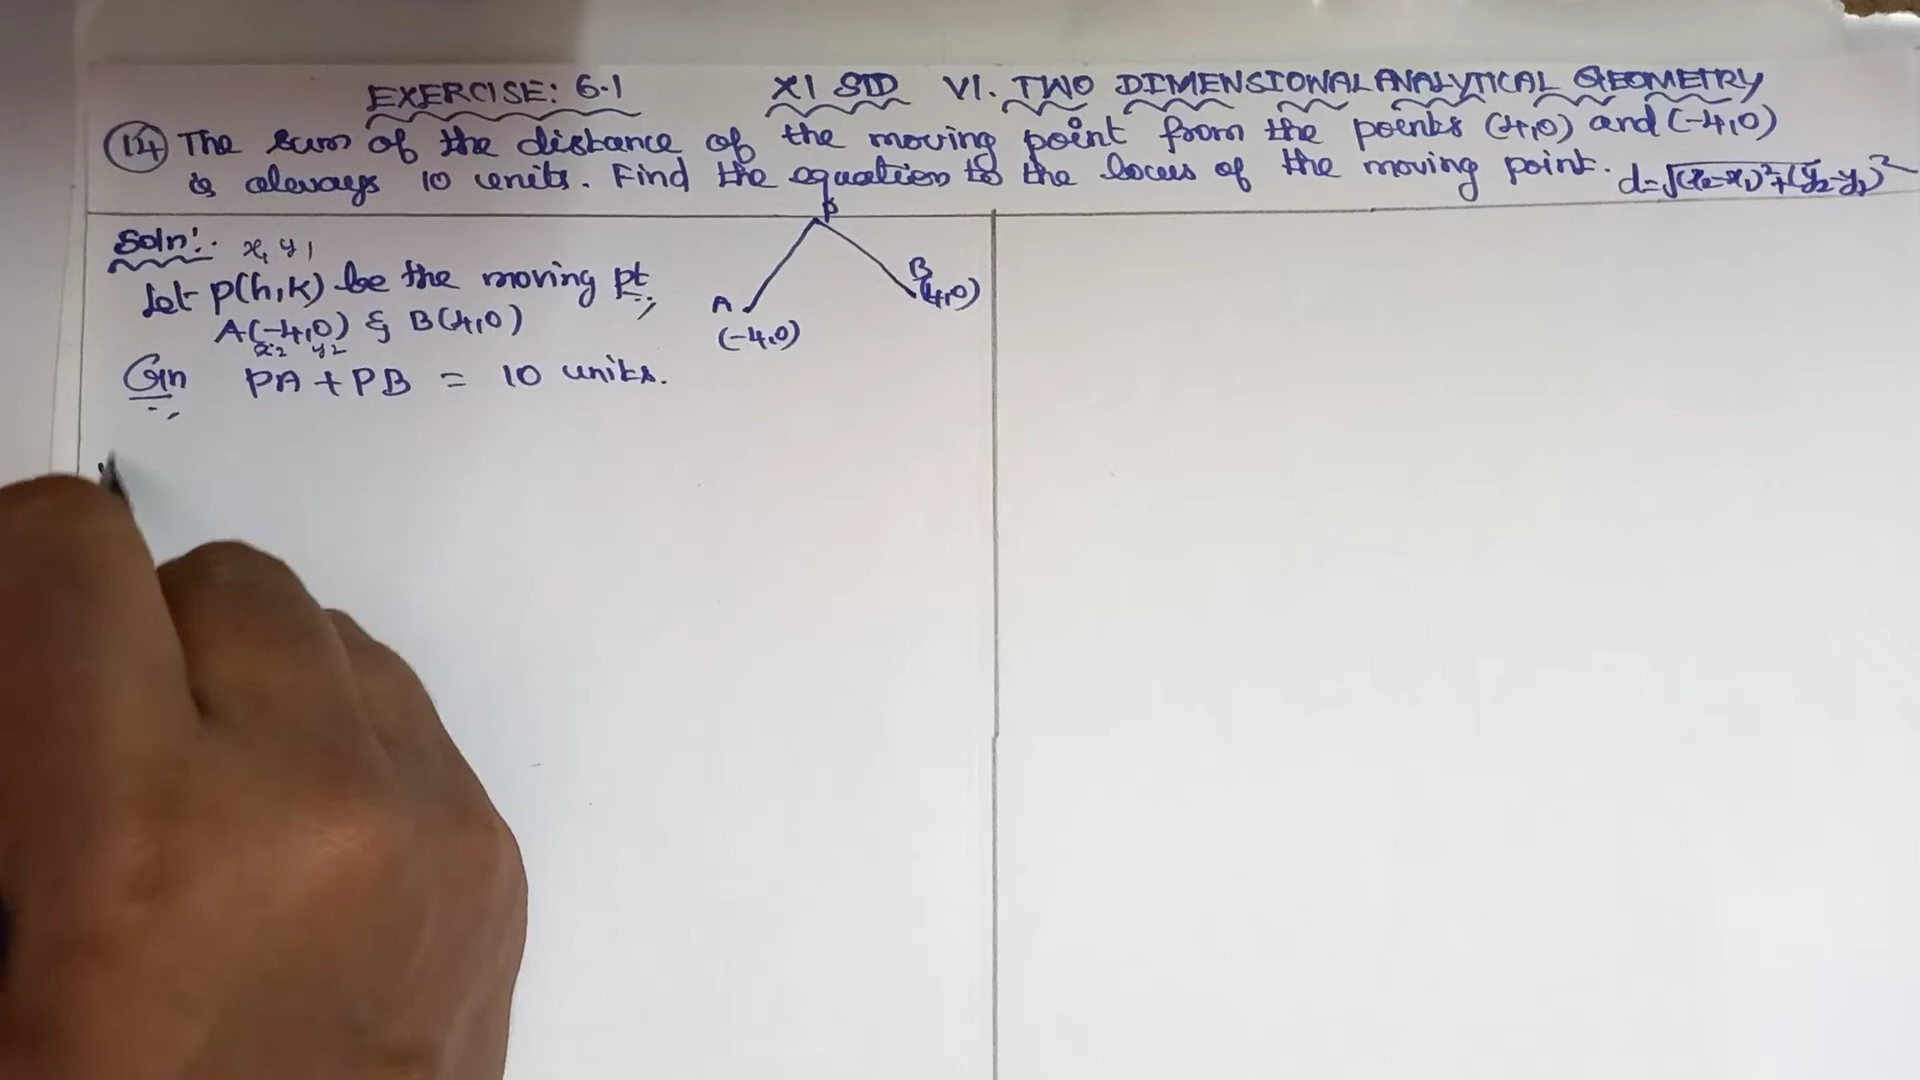 EXERCISE: 6.1 XI STD VI. TWO DIMENSIONAL ANALYTICAL GEOMETRY
(14) The sum of the distance of the moving point from the points (4,0) and (-4,0)
is always 10 units. Find the equation to the locus of the moving point. d=√(x₂-x₁)²+(y₂-y₁)²
Soln:. x₁ y₁
Let P(h,k) be the moving pt
A(-4,0) & B(4,0)
x₂ y₂
Gn PA + PB = 10 units.
P
A
(-4,0)
B
(4,0)